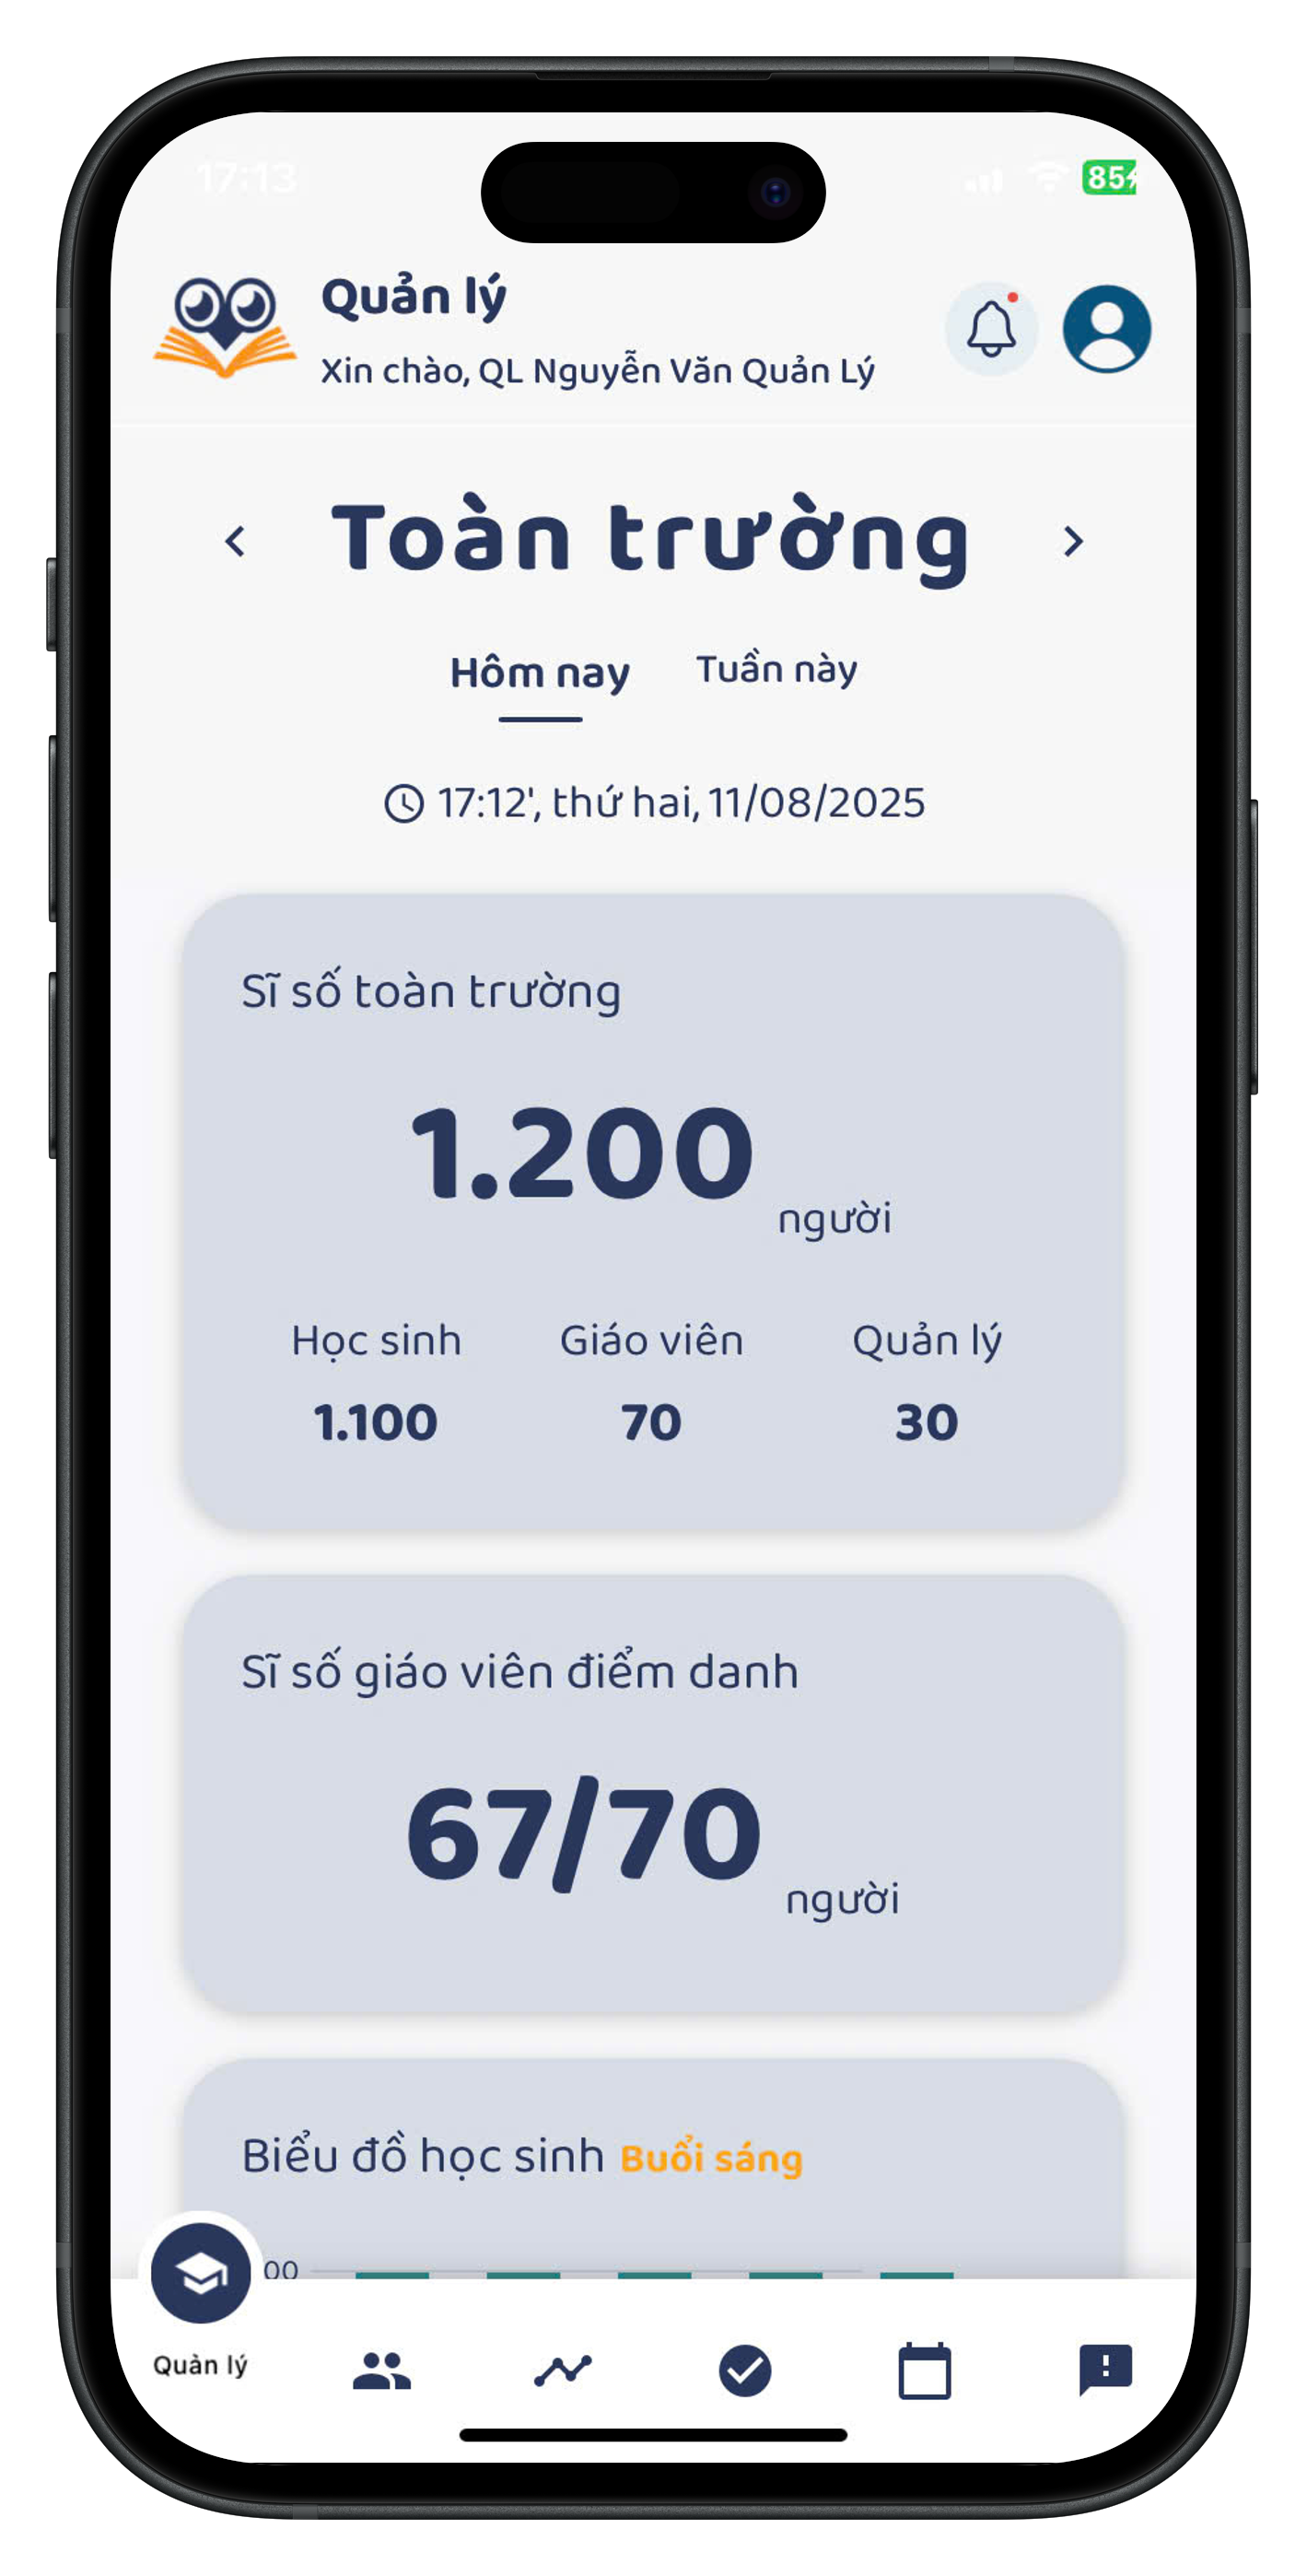 17:13
85
Quản lý
Xin chào, QL Nguyễn Văn Quản Lý
Toàn trường
Hôm nay Tuần này
17:12', thứ hai, 11/08/2025
Sĩ số toàn trường
1.200 người
Học sinh Giáo viên Quản lý
1.100 70 30
Sĩ số giáo viên điểm danh
67/70 người
Biểu đồ học sinh Buổi sáng
00
Quản lý